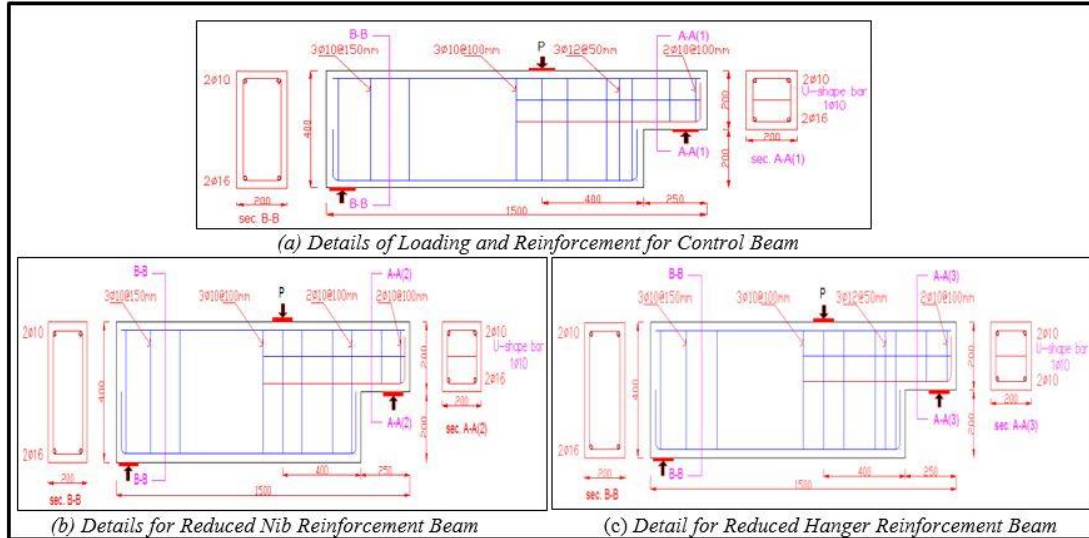 B-B
P
A-A(1)
3Ø10@150mm
3Ø10@100mm
3Ø12@50mm
2Ø10@100mm
2Ø10
2Ø16
200
sec. B-B
400
B-B
1500
400
250
200
200
A-A(1)
2Ø10
U-shape bar
1Ø10
2Ø16
200
sec. A-A(1)
(a) Details of Loading and Reinforcement for Control Beam
B-B
P
A-A(2)
3Ø10@150mm
3Ø10@100mm
2Ø10@100mm
2Ø10@100mm
2Ø10
2Ø16
200
sec. B-B
400
B-B
1500
400
250
200
200
A-A(2)
2Ø10
U-shape bar
1Ø10
2Ø16
200
sec. A-A(2)
(b) Details for Reduced Nib Reinforcement Beam
B-B
P
A-A(3)
3Ø10@150mm
3Ø10@100mm
3Ø12@50mm
2Ø10@100mm
2Ø10
2Ø16
200
sec. B-B
400
B-B
1500
400
250
200
200
A-A(3)
2Ø10
U-shape bar
1Ø10
2Ø10
200
sec. A-A(3)
(c) Detail for Reduced Hanger Reinforcement Beam